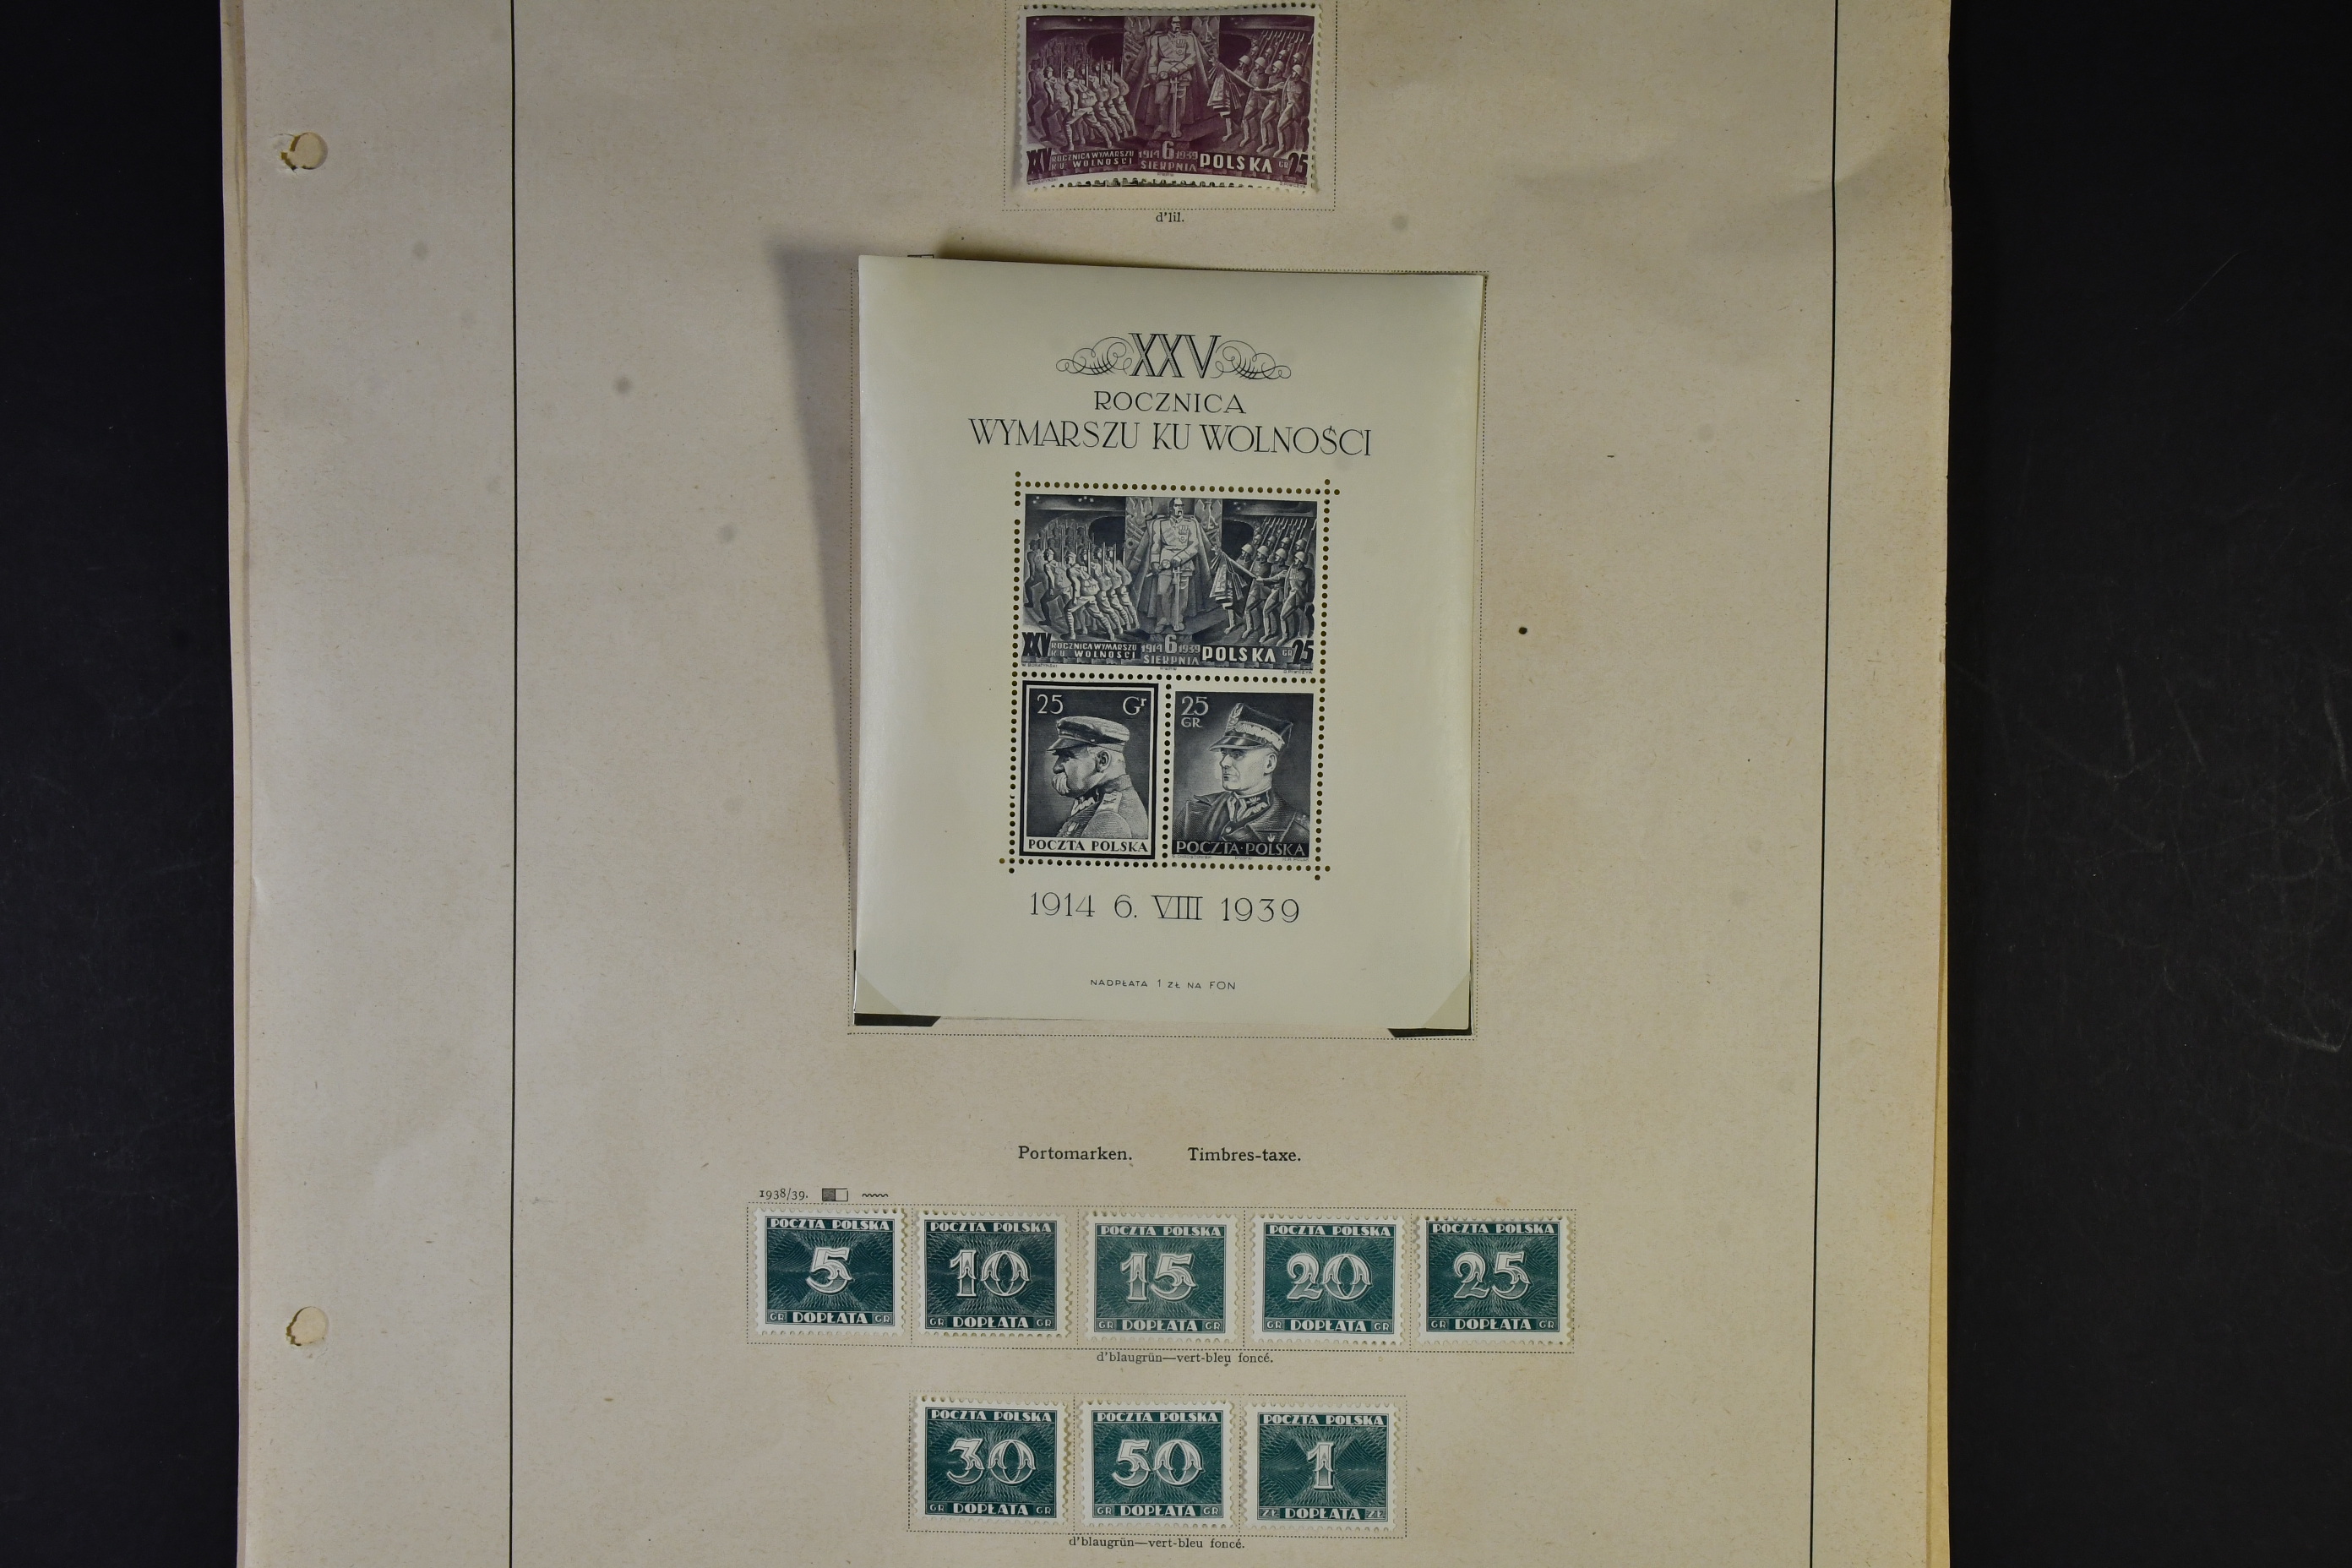 XXV ROCZNICA WYMARSZU 1914 6 1939 POLSKA GR 25
KU WOLNOŚCI SIERPNIA
d'lil.
XXV
ROCZNICA
WYMARSZU KU WOLNOŚCI
XXV ROCZNICA WYMARSZU 1914 6 1939 POLSKA GR 25
KU WOLNOŚCI SIERPNIA
25 Gr
POCZTA POLSKA
25
GR.
POCZTA·POLSKA
1914 6. VIII 1939
NADPŁATA 1 ZŁ NA FON
Portomarken. Timbres-taxe.
1938/39.
POCZTA POLSKA POCZTA POLSKA POCZTA POLSKA POCZTA POLSKA POCZTA POLSKA
5 10 15 20 25
GR DOPŁATA GR GR DOPŁATA GR GR DOPŁATA GR GR DOPŁATA GR GR DOPŁATA GR
d'blaugrün—vert-bleu foncé.
POCZTA POLSKA POCZTA POLSKA POCZTA POLSKA
30 50 1
GR DOPŁATA GR GR DOPŁATA GR ZŁ DOPŁATA ZŁ
d'blaugrün—vert-bleu foncé.